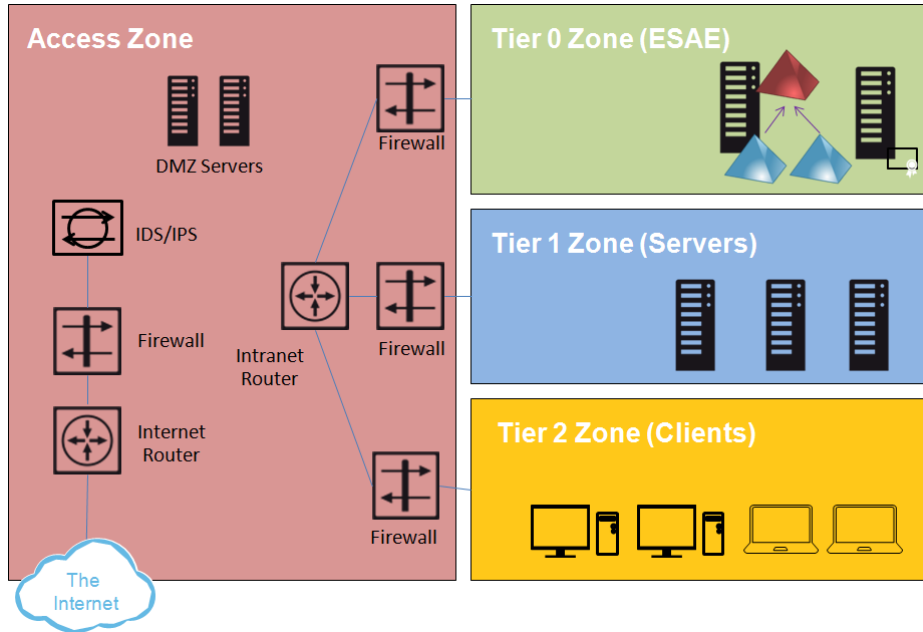 Access Zone
DMZ Servers
IDS/IPS
Firewall
Internet
Router
The
Internet
Firewall
Intranet
Router
Firewall
Firewall
Tier 0 Zone (ESAE)
Tier 1 Zone (Servers)
Tier 2 Zone (Clients)